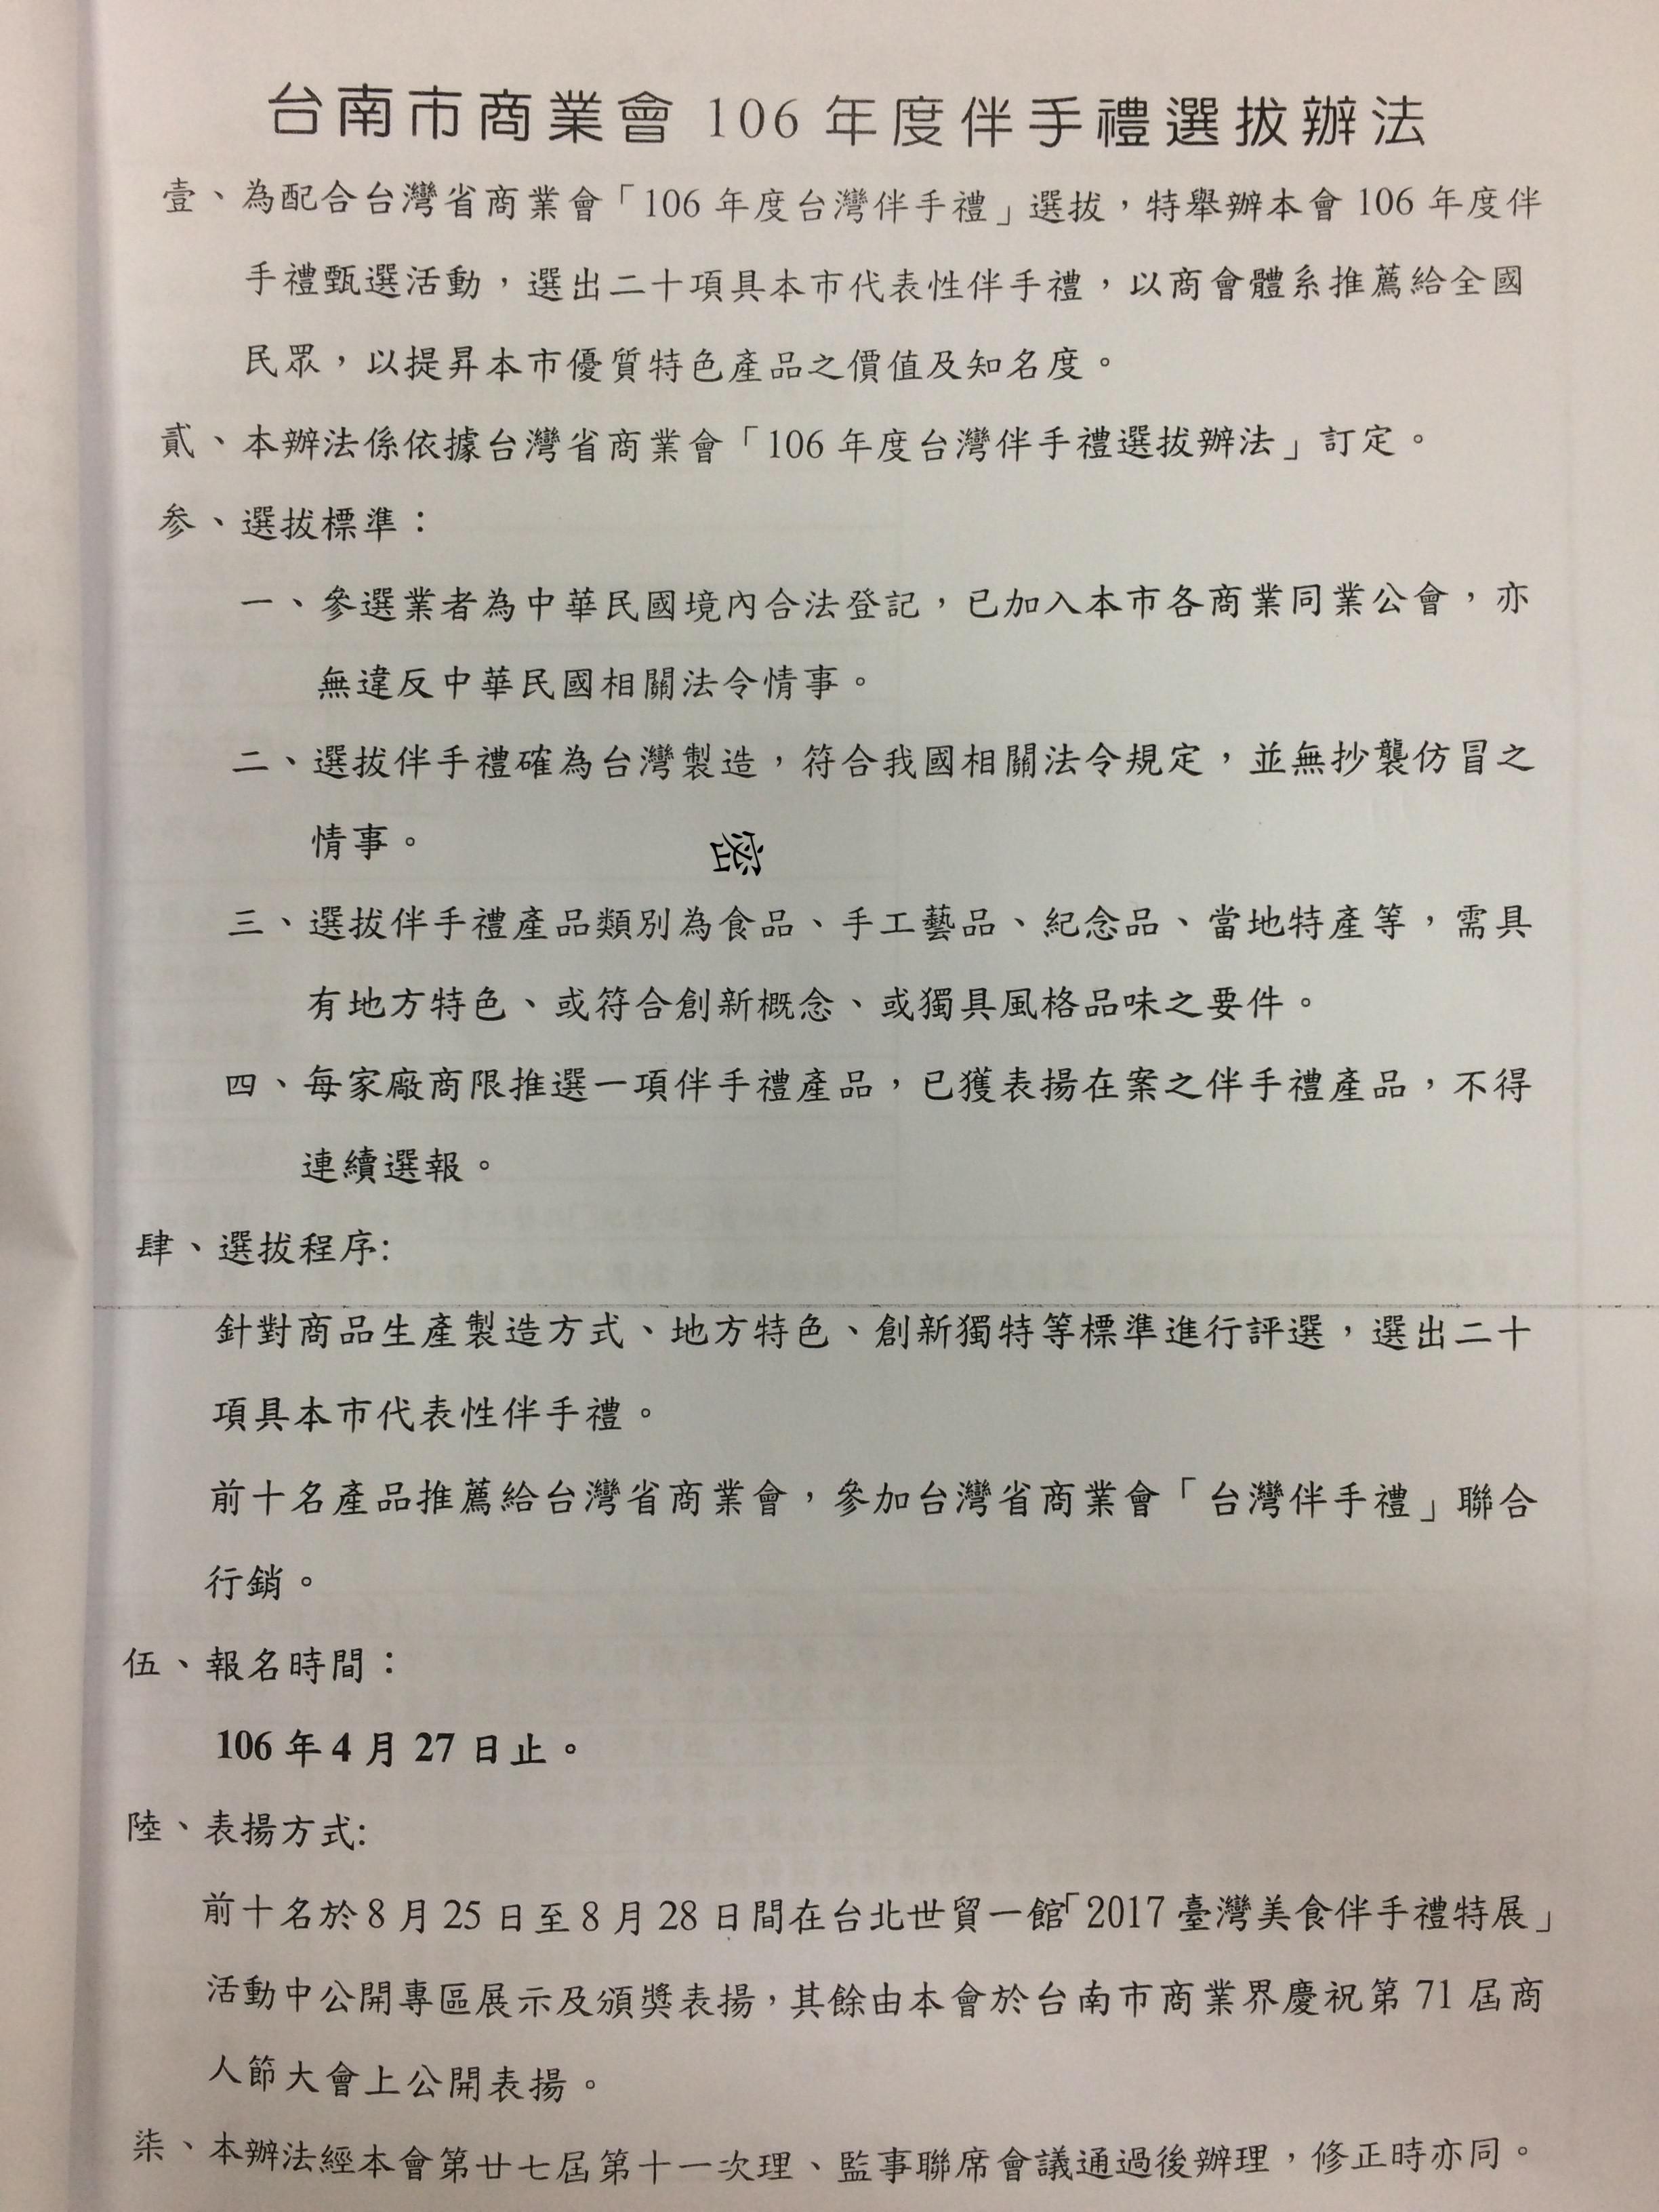 台南市商業會 106 年度伴手禮選拔辦法
壹、為配合台灣省商業會「106 年度台灣伴手禮」選拔,特舉辦本會 106 年度伴
手禮甄選活動,選出二十項具本市代表性伴手禮,以商會體系推薦給全國
民眾,以提昇本市優質特色產品之價值及知名度。
貳、本辦法係依據台灣省商業會「106 年度台灣伴手禮選拔辦法」訂定。
參、選拔標準:
一、參選業者為中華民國境內合法登記,已加入本市各商業同業公會,亦
無違反中華民國相關法令情事。
二、選拔伴手禮確為台灣製造,符合我國相關法令規定,並無抄襲仿冒之
情事。
密
三、選拔伴手禮產品類別為食品、手工藝品、紀念品、當地特產等,需具
有地方特色、或符合創新概念、或獨具風格品味之要件。
四、每家廠商限推選一項伴手禮產品,已獲表揚在案之伴手禮產品,不得
連續選報。
肆、選拔程序:
針對商品生產製造方式、地方特色、創新獨特等標準進行評選,選出二十
項具本市代表性伴手禮。
前十名產品推薦給台灣省商業會,參加台灣省商業會「台灣伴手禮」聯合
行銷。
伍、報名時間:
106 年 4 月 27 日止。
陸、表揚方式:
前十名於 8 月 25 日至 8 月 28 日間在台北世貿一館「2017 臺灣美食伴手禮特展」
活動中公開專區展示及頒獎表揚,其餘由本會於台南市商業界慶祝第 71 屆商
人節大會上公開表揚。
柒、本辦法經本會第廿七屆第十一次理、監事聯席會議通過後辦理,修正時亦同。